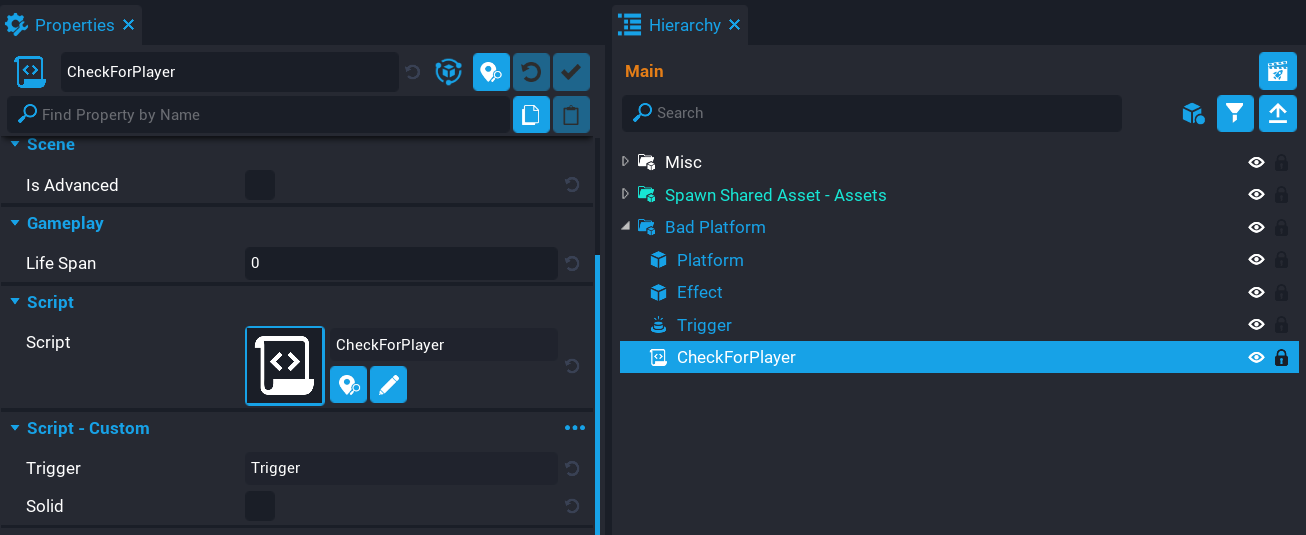 Properties
CheckForPlayer
Find Property by Name
Scene
Is Advanced
Gameplay
Life Span 0
Script
Script CheckForPlayer
Script - Custom
Trigger Trigger
Solid
Hierarchy
Main
Search
Misc
Spawn Shared Asset - Assets
Bad Platform
Platform
Effect
Trigger
CheckForPlayer